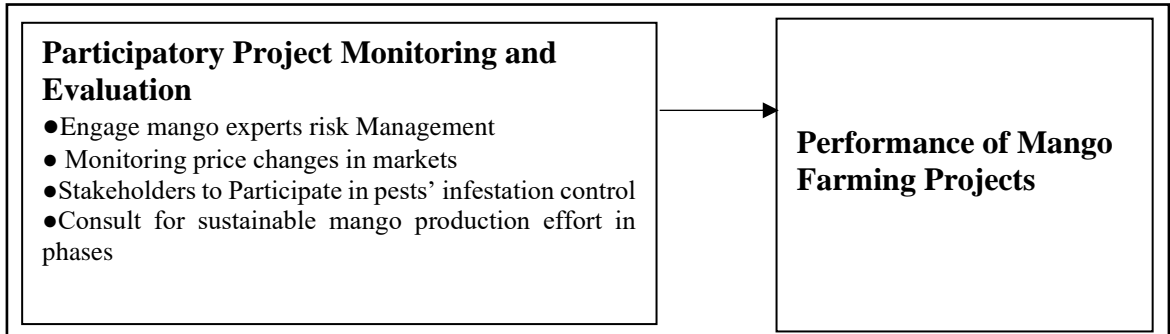 Participatory Project Monitoring and
Evaluation
●Engage mango experts risk Management
● Monitoring price changes in markets
●Stakeholders to Participate in pests’ infestation control
●Consult for sustainable mango production effort in
phases
Performance of Mango
Farming Projects